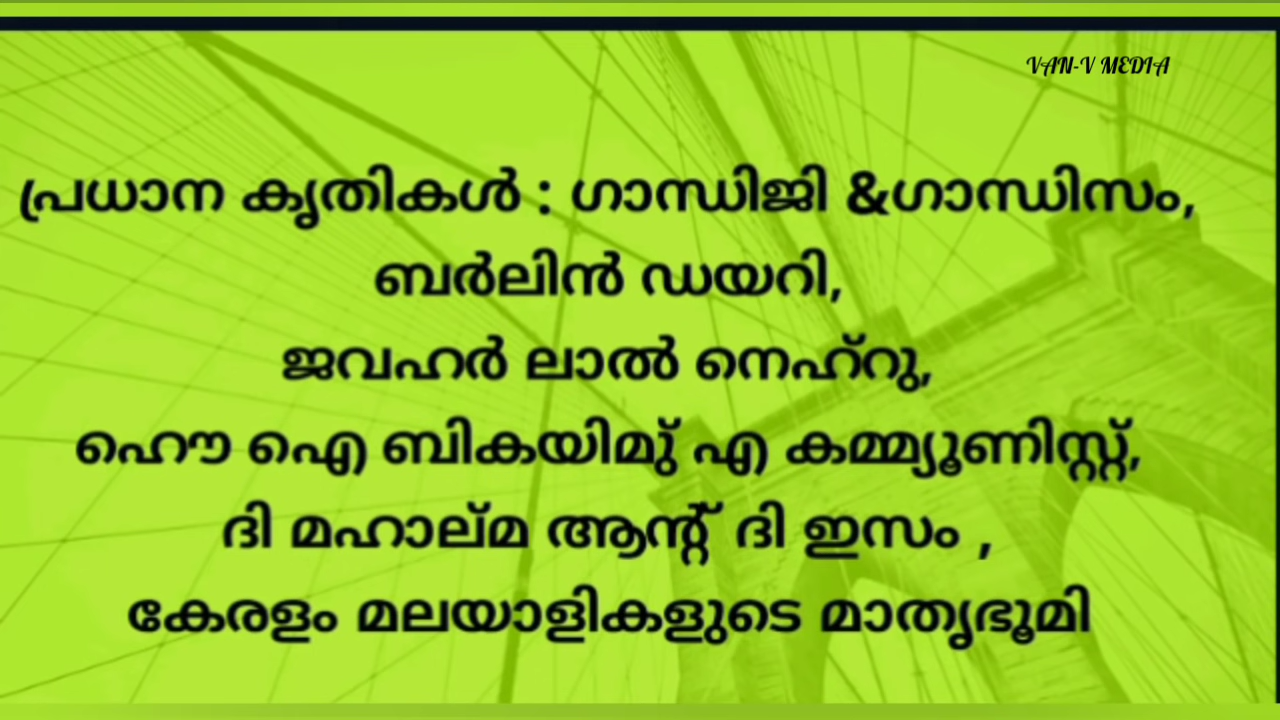 VAN-V MEDIA
പ്രധാന കൃതികൾ : ഗാന്ധിജി &ഗാന്ധിസം,
ബർലിൻ ഡയറി,
ജവഹർ ലാൽ നെഹ്റു,
ഹൌ ഐ ബികയിമു് എ കമ്മ്യൂണിസ്റ്റ്,
ദി മഹാല്മ ആന്റ് ദി ഇസം ,
കേരളം മലയാളികളുടെ മാതൃഭൂമി